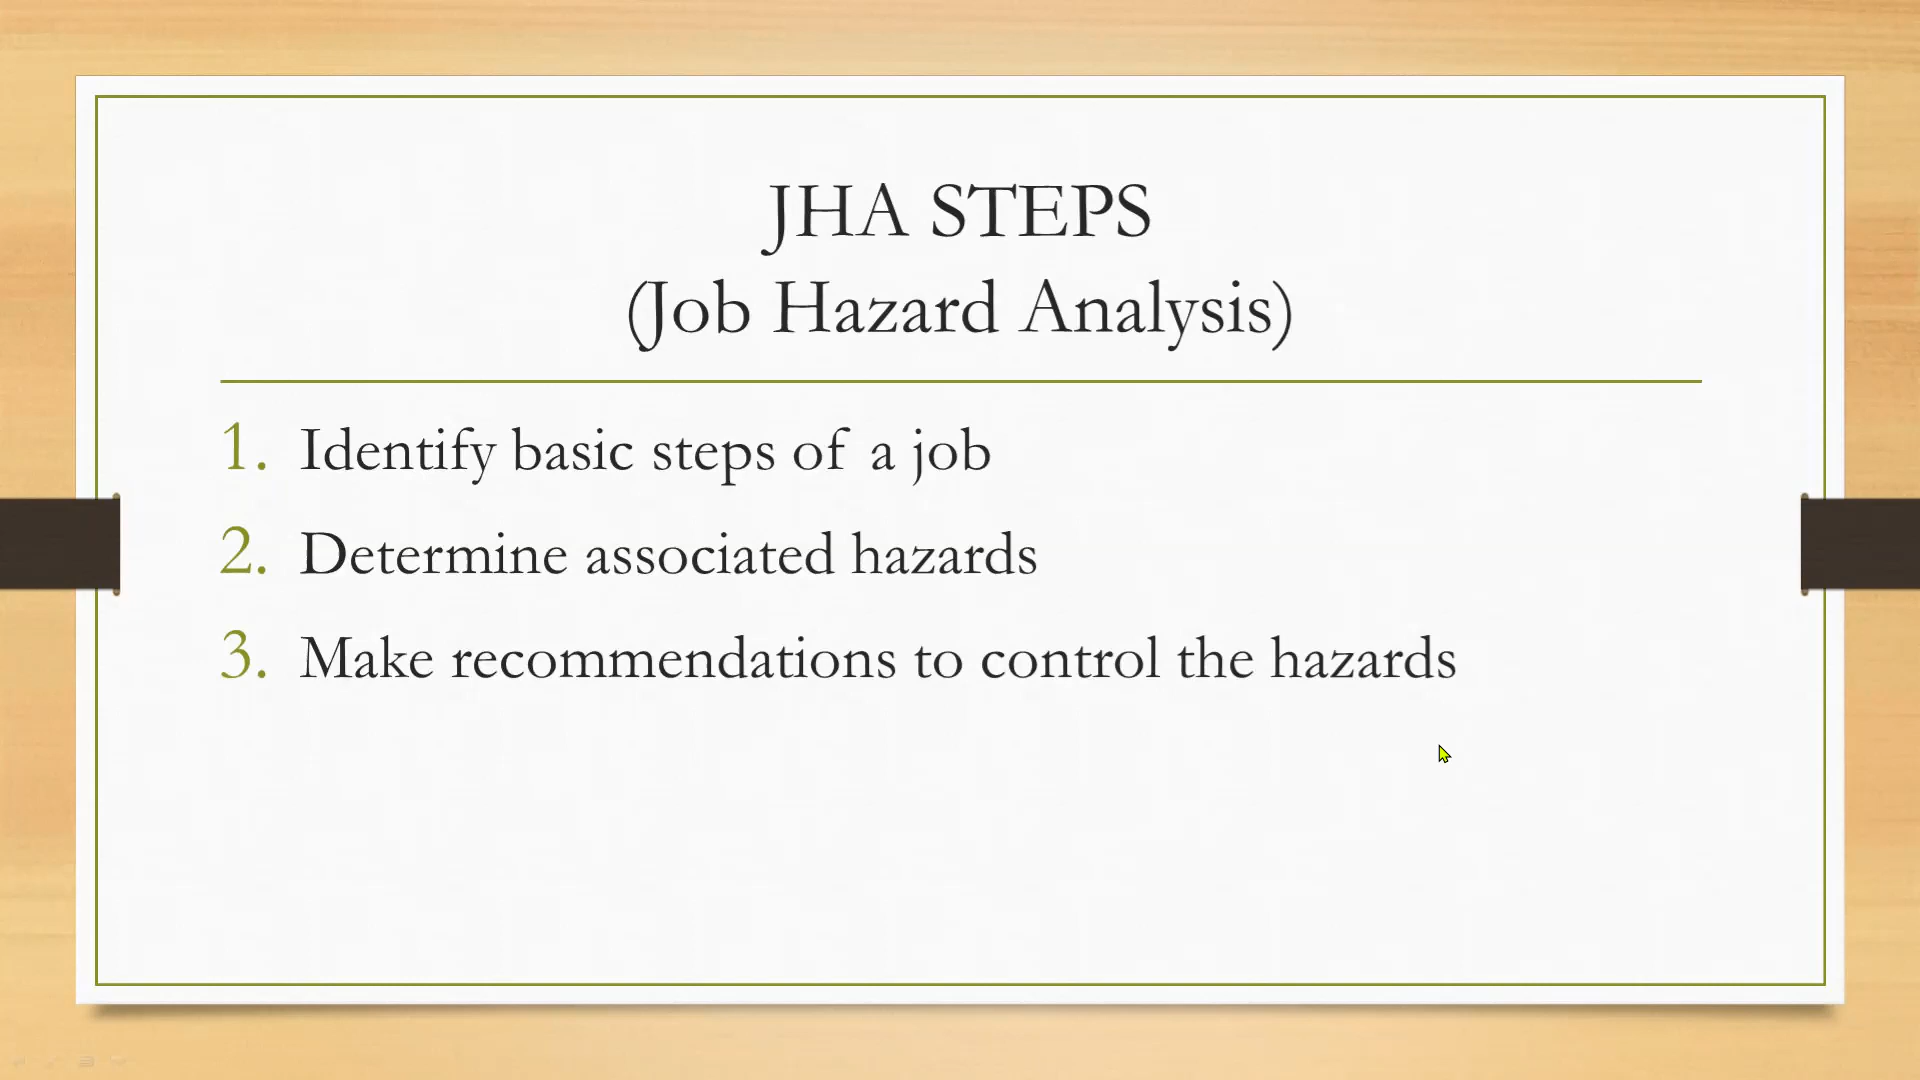 JHA STEPS
(Job Hazard Analysis)
1. Identify basic steps of a job
2. Determine associated hazards
3. Make recommendations to control the hazards